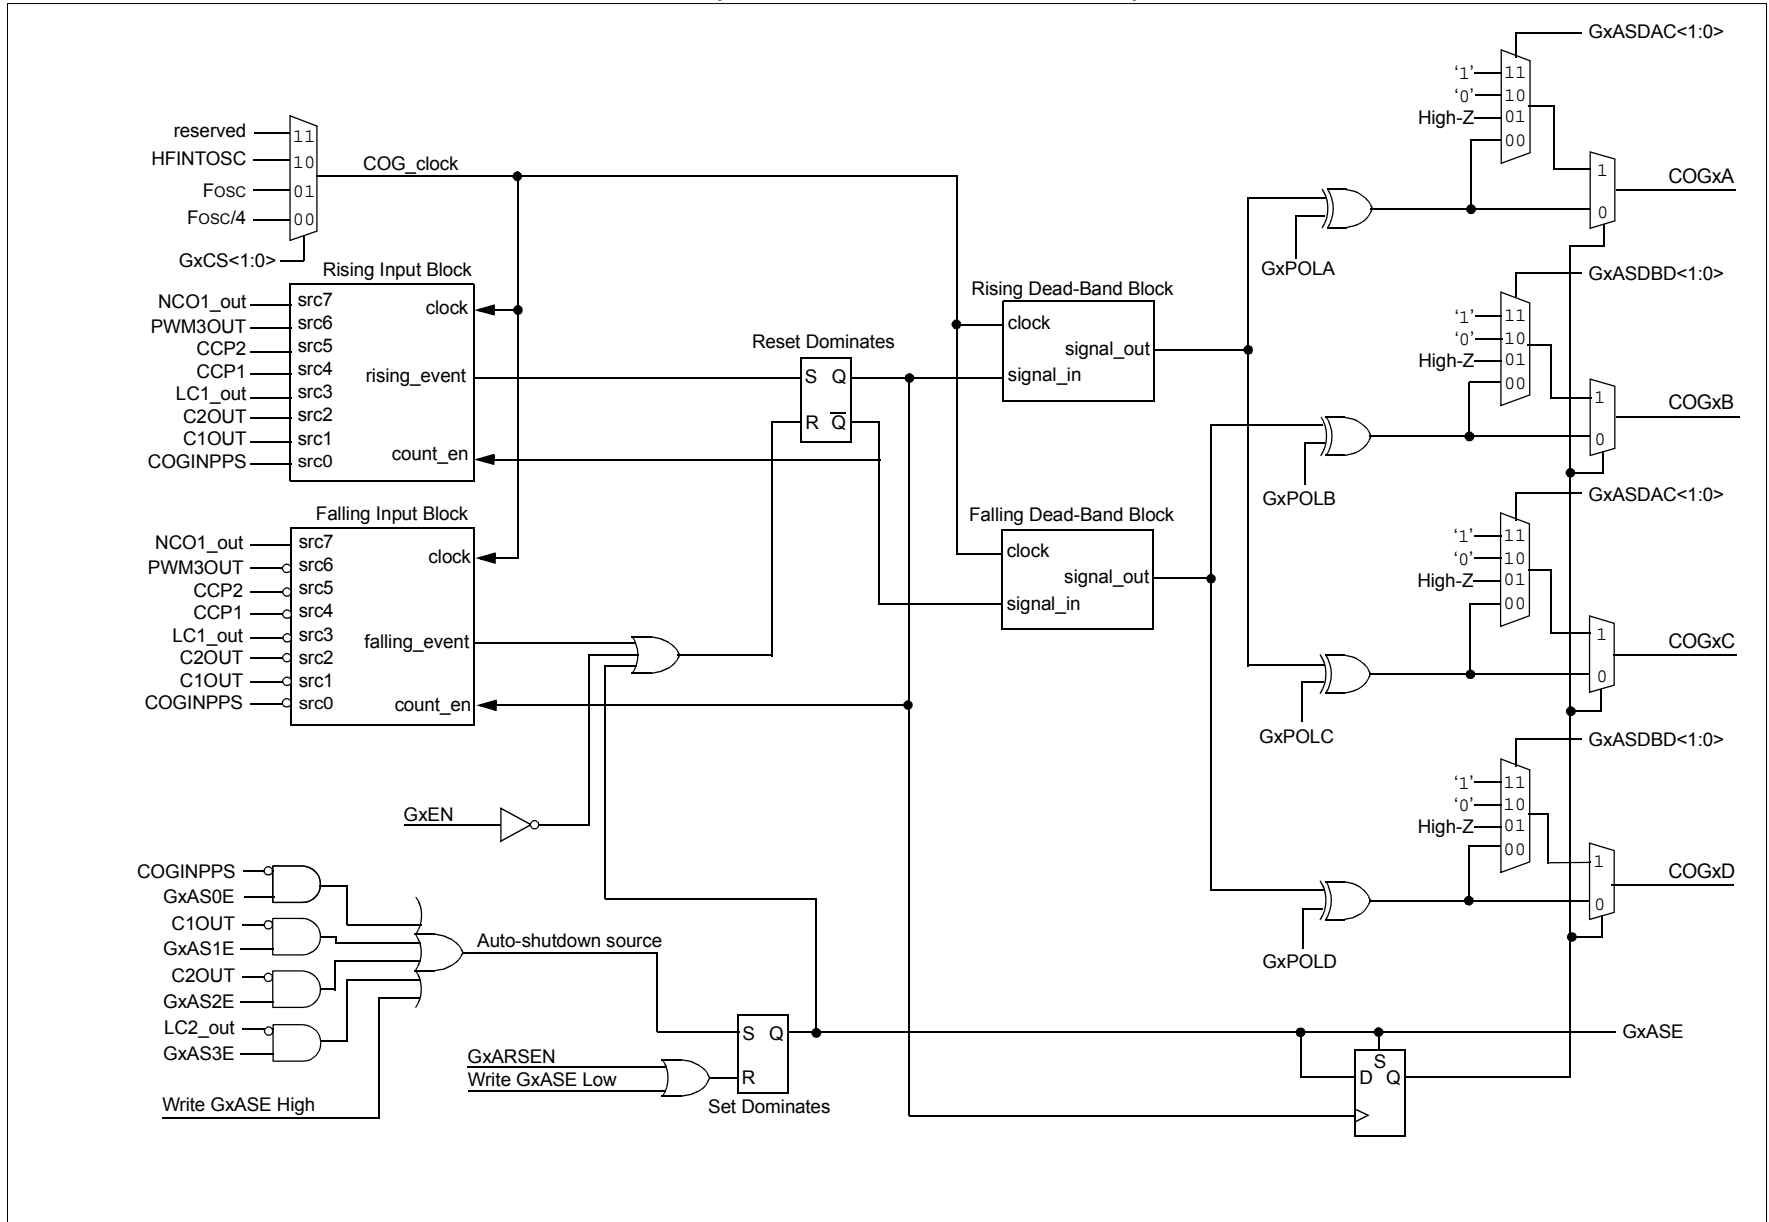 GxASDAC<1:0>
'1' 11
'0' 10
High-Z 01
00
1
0
COGxA
GxPOLA
reserved 11
HFINTOSC 10
FOSC 01
FOSC/4 00
COG_clock
GxCS<1:0>
Rising Input Block
NCO1_out src7
PWM3OUT src6
CCP2 src5
CCP1 src4
LC1_out src3
C2OUT src2
C1OUT src1
COGINPPS src0
clock
rising_event
count_en
Falling Input Block
NCO1_out src7
PWM3OUT src6
CCP2 src5
CCP1 src4
LC1_out src3
C2OUT src2
C1OUT src1
COGINPPS src0
clock
falling_event
count_en
Reset Dominates
S Q
R Q̅
Rising Dead-Band Block
clock
signal_out
signal_in
Falling Dead-Band Block
clock
signal_out
signal_in
GxASDBD<1:0>
'1' 11
'0' 10
High-Z 01
00
1
0
COGxB
GxPOLB
GxASDAC<1:0>
'1' 11
'0' 10
High-Z 01
00
1
0
COGxC
GxPOLC
GxASDBD<1:0>
'1' 11
'0' 10
High-Z 01
00
1
0
COGxD
GxPOLD
GxEN
COGINPPS
GxAS0E
C1OUT
GxAS1E
C2OUT
GxAS2E
LC2_out
GxAS3E
Write GxASE High
Auto-shutdown source
GxARSEN
Write GxASE Low
S Q
R
Set Dominates
GxASE
S
D Q